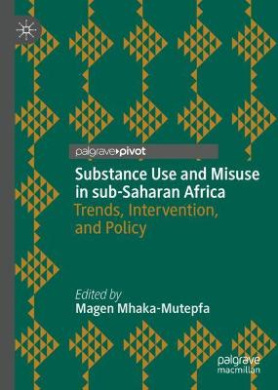 palgrave▸pivot
Substance Use and Misuse
in sub-Saharan Africa
Trends, Intervention,
and Policy
Edited by
Magen Mhaka-Mutepfa
palgrave
macmillan